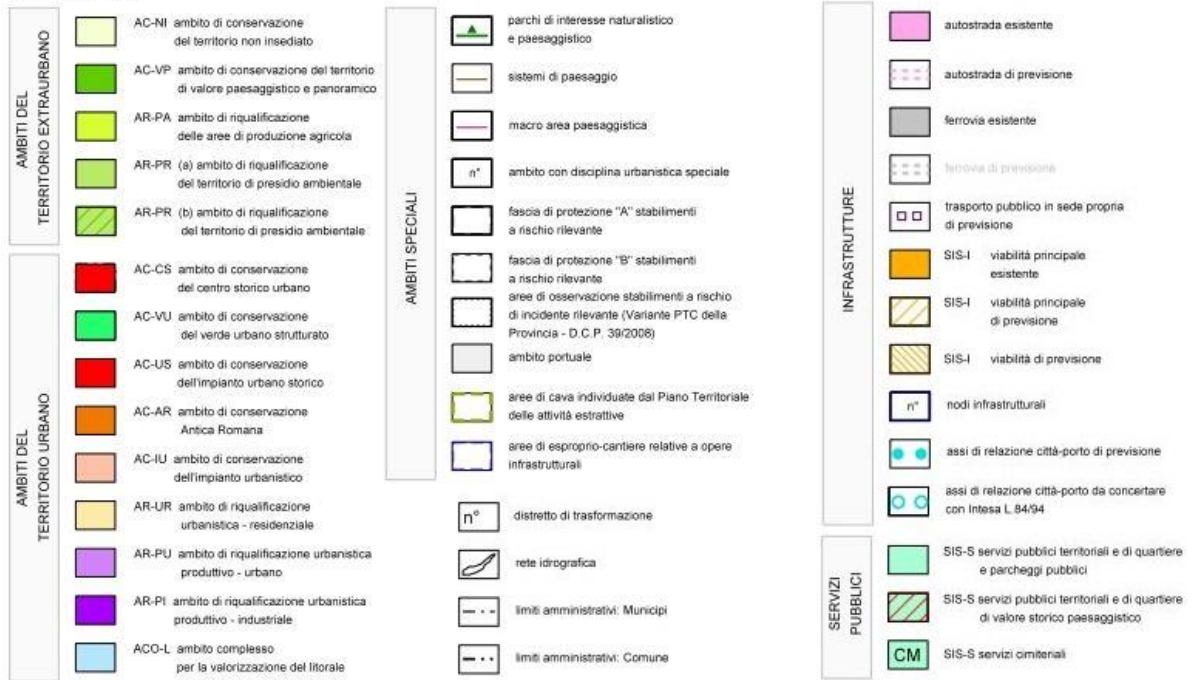 AMBITI DEL
TERRITORIO EXTRAURBANO
AC-NI ambito di conservazione
del territorio non insediato
AC-VP ambito di conservazione del territorio
di valore paesaggistico e panoramico
AR-PA ambito di riqualificazione
delle aree di produzione agricola
AR-PR (a) ambito di riqualificazione
del territorio di presidio ambientale
AR-PR (b) ambito di riqualificazione
del territorio di presidio ambientale
AMBITI DEL
TERRITORIO URBANO
AC-CS ambito di conservazione
del centro storico urbano
AC-VU ambito di conservazione
del verde urbano strutturato
AC-US ambito di conservazione
dell'impianto urbano storico
AC-AR ambito di conservazione
Antica Romana
AC-IU ambito di conservazione
dell'impianto urbanistico
AR-UR ambito di riqualificazione
urbanistica - residenziale
AR-PU ambito di riqualificazione urbanistica
produttivo - urbano
AR-PI ambito di riqualificazione urbanistica
produttivo - industriale
ACO-L ambito complesso
per la valorizzazione del litorale
AMBITI SPECIALI
parchi di interesse naturalistico
e paesaggistico
sistemi di paesaggio
macro area paesaggistica
n° ambito con disciplina urbanistica speciale
fascia di protezione "A" stabilimenti
a rischio rilevante
fascia di protezione "B" stabilimenti
a rischio rilevante
aree di osservazione stabilimenti a rischio
di incidente rilevante (Variante PTC della
Provincia - D.C.P. 39/2008)
ambito portuale
aree di cava individuate dal Piano Territoriale
delle attività estrattive
aree di esproprio-cantiere relative a opere
infrastrutturali
n° distretto di trasformazione
rete idrografica
limiti amministrativi: Municipi
limiti amministrativi: Comune
INFRASTRUTTURE
autostrada esistente
autostrada di previsione
ferrovia esistente
ferrovia di previsione
trasporto pubblico in sede propria
di previsione
SIS-I viabilità principale
esistente
SIS-I viabilità principale
di previsione
SIS-I viabilità di previsione
n° nodi infrastrutturali
assi di relazione città-porto di previsione
assi di relazione città-porto da concertare
con Intesa L.84/94
SERVIZI
PUBBLICI
SIS-S servizi pubblici territoriali e di quartiere
e parcheggi pubblici
SIS-S servizi pubblici territoriali e di quartiere
di valore storico paesaggistico
CM SIS-S servizi cimiteriali